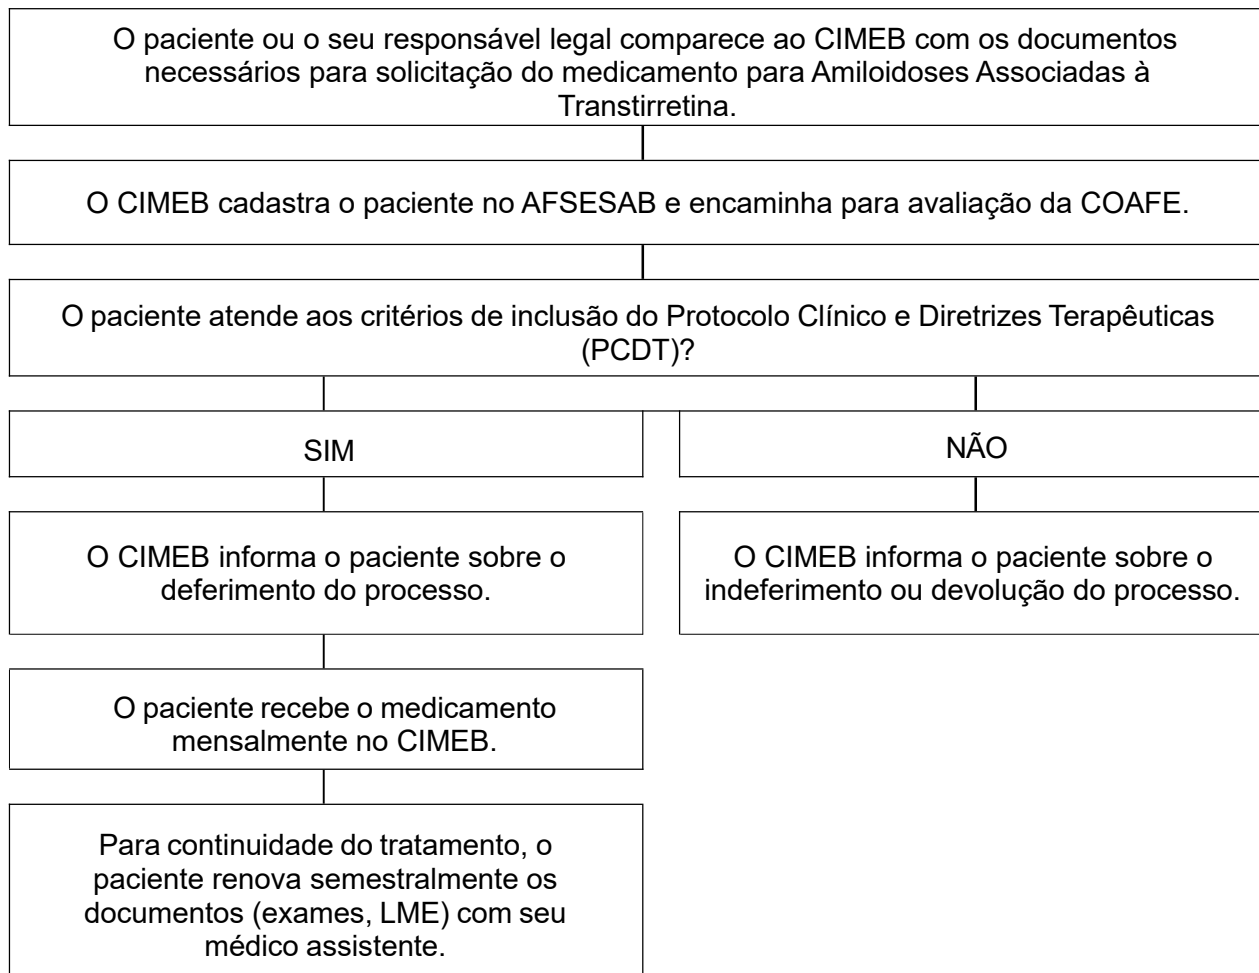 O paciente ou o seu responsável legal comparece ao CIMEB com os documentos
necessários para solicitação do medicamento para Amiloidoses Associadas à
Transtirretina.
O CIMEB cadastra o paciente no AFSESAB e encaminha para avaliação da COAFE.
O paciente atende aos critérios de inclusão do Protocolo Clínico e Diretrizes Terapêuticas
(PCDT)?
SIM
NÃO
O CIMEB informa o paciente sobre o
deferimento do processo.
O CIMEB informa o paciente sobre o
indeferimento ou devolução do processo.
O paciente recebe o medicamento
mensalmente no CIMEB.
Para continuidade do tratamento, o
paciente renova semestralmente os
documentos (exames, LME) com seu
médico assistente.